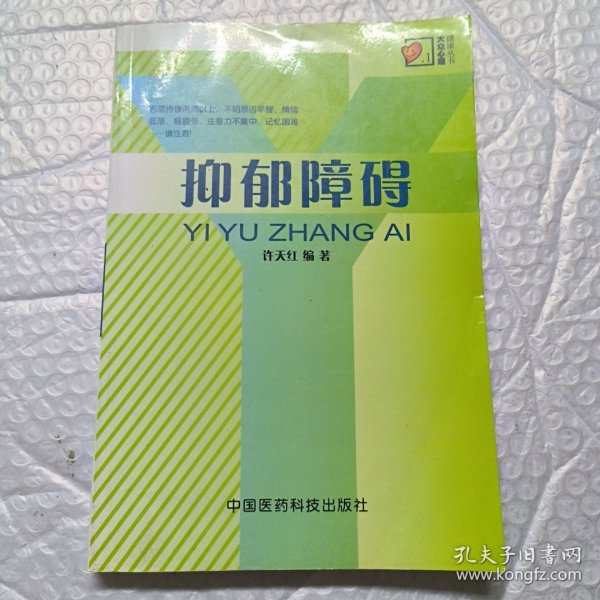 大众心理
健康丛书
.1
若您持续两周以上、不明原因早醒、情绪
低落、易疲劳、注意力不集中、记忆困难
……请注意!
抑郁障碍
YI YU ZHANG AI
许天红 编 著
中国医药科技出版社
孔夫子旧书网
www.kongfz.com